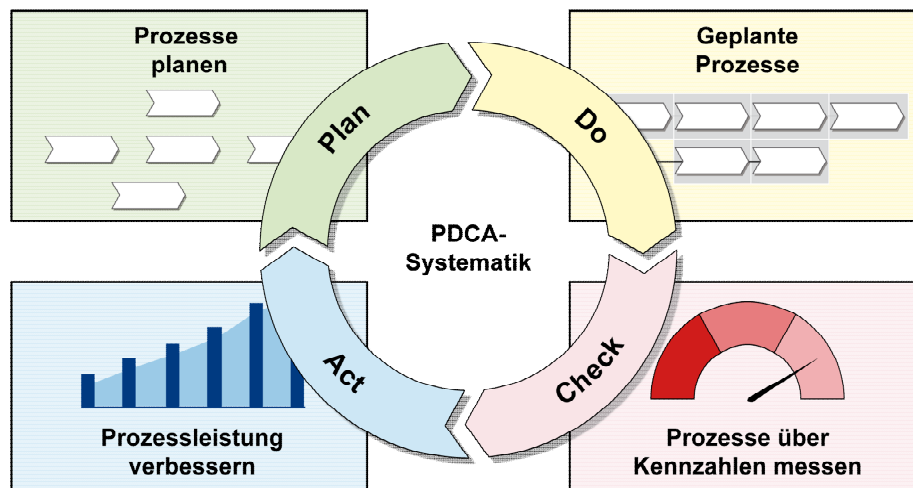 Prozesse
planen
Geplante
Prozesse
Plan
Do
PDCA-
Systematik
Act
Check
Prozessleistung
verbessern
Prozesse über
Kennzahlen messen